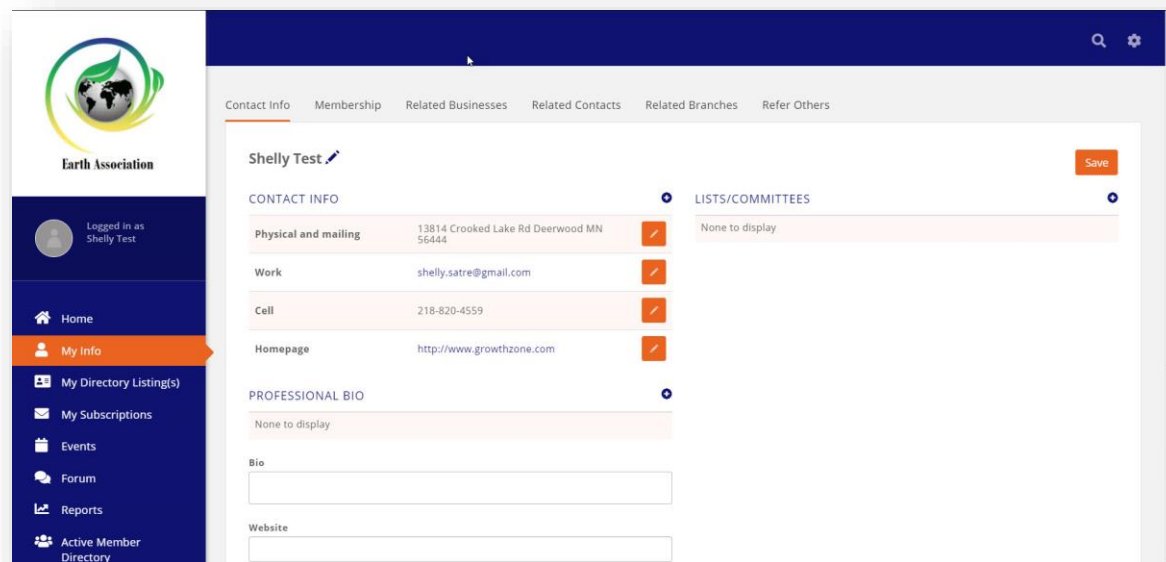 Earth Association
Logged in as
Shelly Test
Home
My Info
My Directory Listing(s)
My Subscriptions
Events
Forum
Reports
Active Member
Directory
Contact Info Membership Related Businesses Related Contacts Related Branches Refer Others
Shelly Test
Save
CONTACT INFO
Physical and mailing 13814 Crooked Lake Rd Deerwood MN
56444
Work shelly.satre@gmail.com
Cell 218-820-4559
Homepage http://www.growthzone.com
PROFESSIONAL BIO
None to display
Bio
Website
LISTS/COMMITTEES
None to display